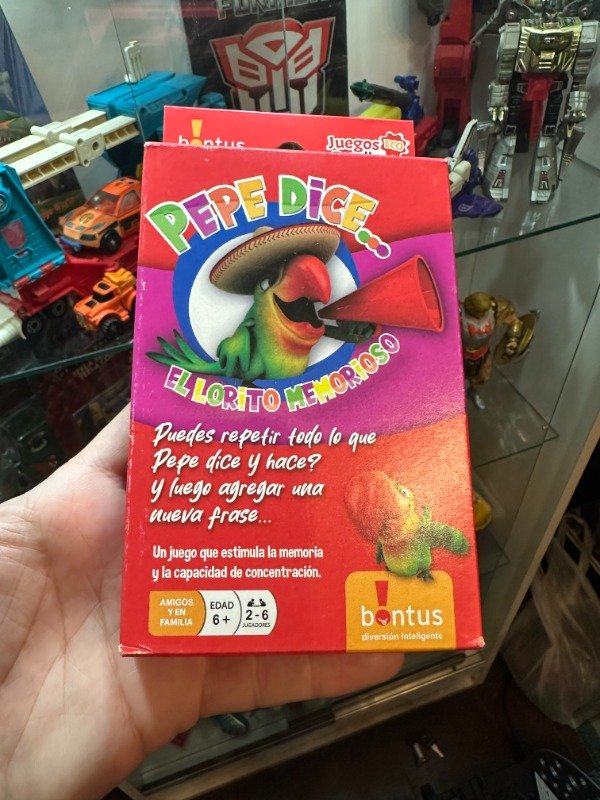 bontus
Juegos ECO
PEPE DICE...
EL LORITO MEMORIOSO
Puedes repetir todo lo que
Pepe dice y hace?
Y luego agregar una
nueva frase...
Un juego que estimula la memoria
y la capacidad de concentración.
AMIGOS
Y EN
FAMILIA
EDAD
6+
2-6
JUGADORES
bontus
diversión inteligente